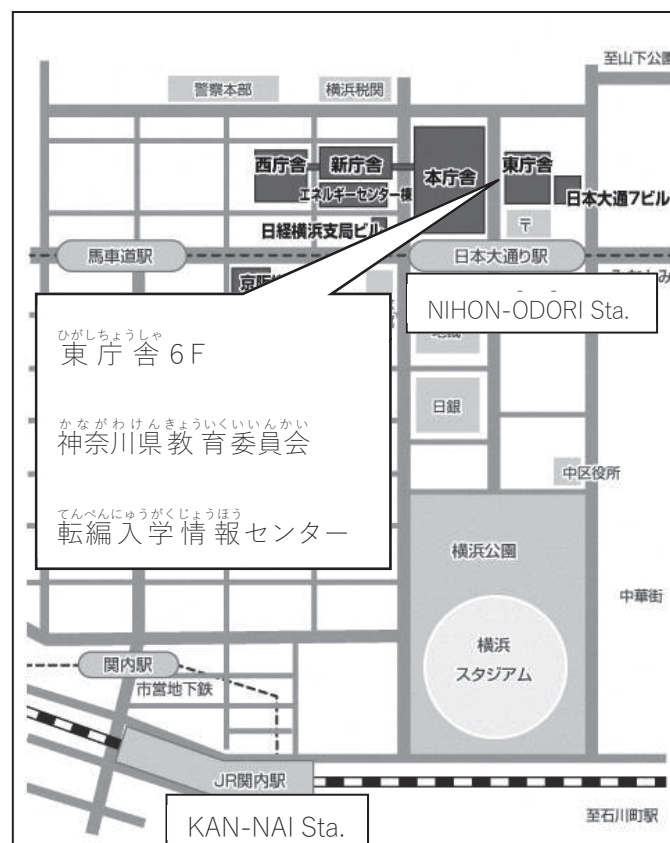 至山下公園
警察本部
横浜税関
西庁舎
新庁舎
本庁舎
東庁舎
エネルギーセンター棟
日本大通7ビル
〒
日経横浜支局ビル
馬車道駅
日本大通り駅
NIHON-ODORI Sta.
ひがしちょうしゃ
東庁舎6F
かながわけんきょういくいいんかい
神奈川県教育委員会
てんぺんにゅうがくじょうほう
転編入学情報センター
日銀
中区役所
横浜公園
中華街
横浜
スタジアム
関内駅
市営地下鉄
JR関内駅
KAN-NAI Sta.
至石川町駅